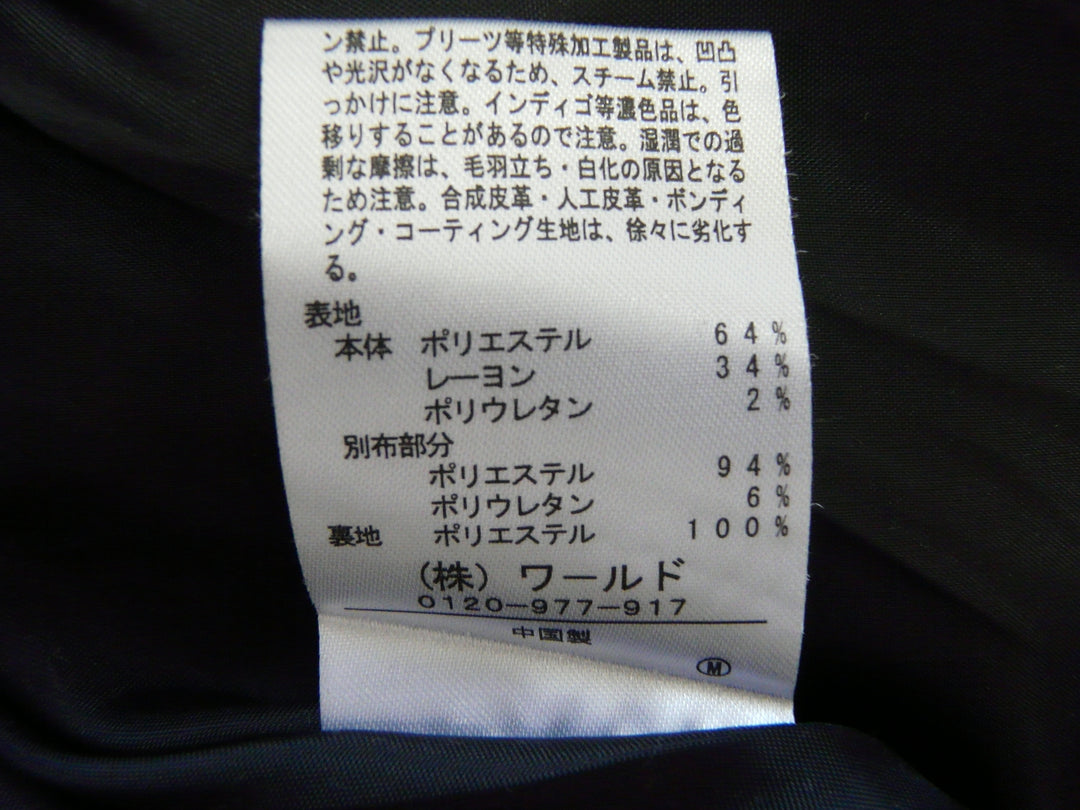 ン禁止。プリーツ等特殊加工製品は、凹凸
や光沢がなくなるため、スチーム禁止。引
っかけに注意。インディゴ等濃色品は、色
移りすることがあるので注意。湿潤での過
剰な摩擦は、毛羽立ち・白化の原因となる
ため注意。合成皮革・人工皮革・ボンディ
ング・コーティング生地は、徐々に劣化す
る。
表地
本体 ポリエステル 64%
レーヨン 34%
ポリウレタン 2%
別布部分
ポリエステル 94%
ポリウレタン 6%
裏地 ポリエステル 100%
(株) ワールド
0120-977-917
中国製
M